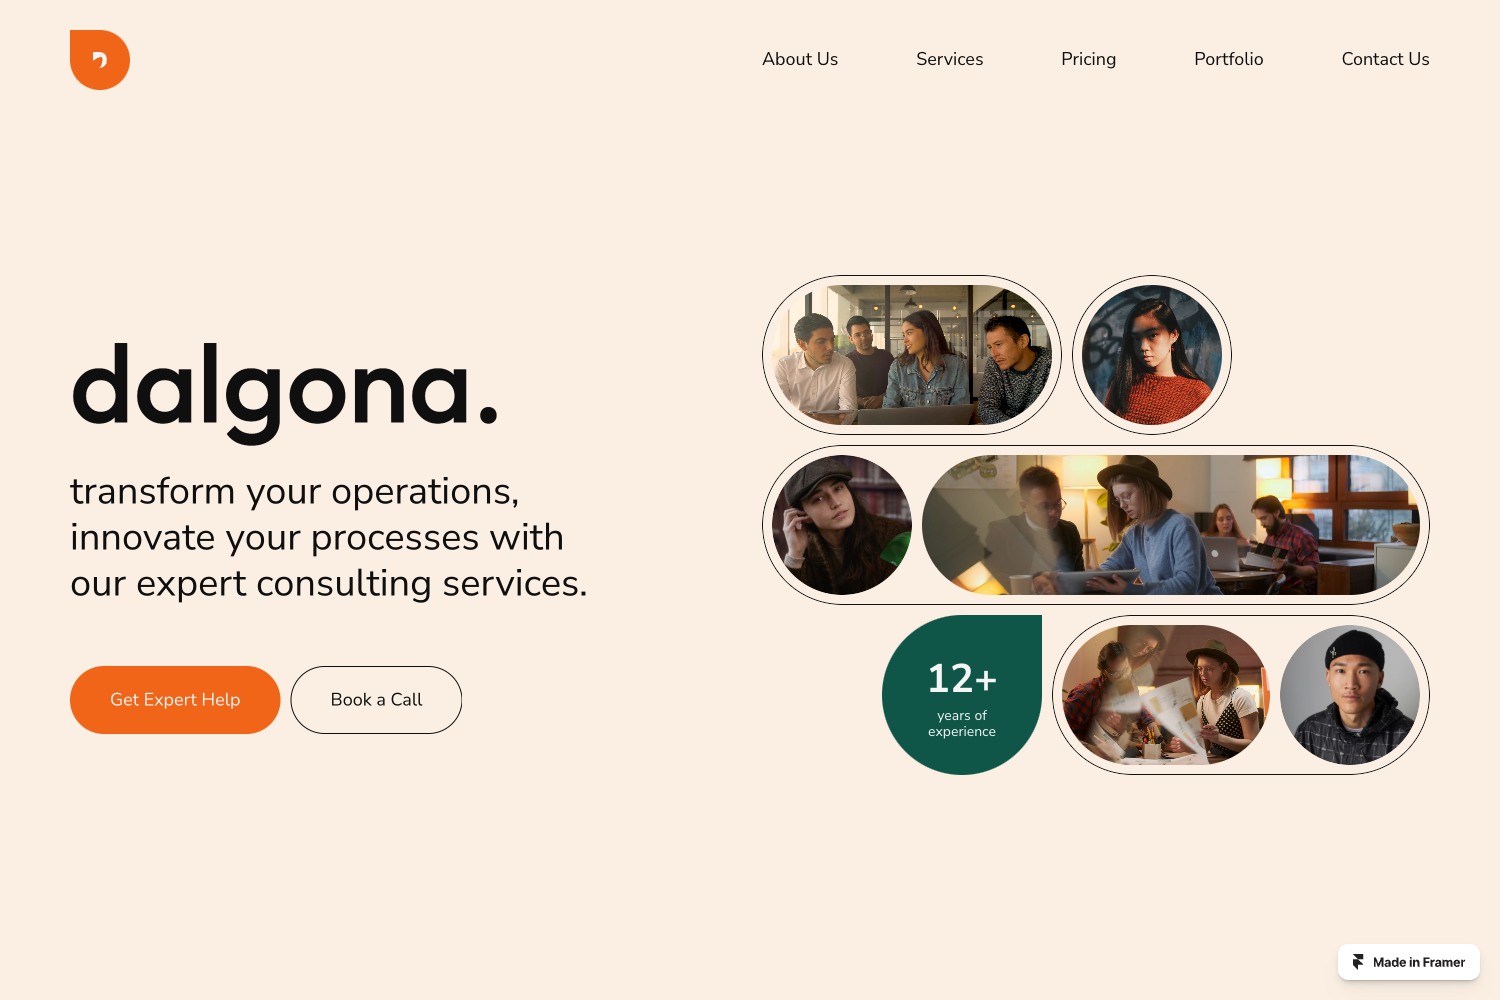 About Us
Services
Pricing
Portfolio
Contact Us
dalgona.
transform your operations,
innovate your processes with
our expert consulting services.
Get Expert Help
Book a Call
12+
years of
experience
Made in Framer